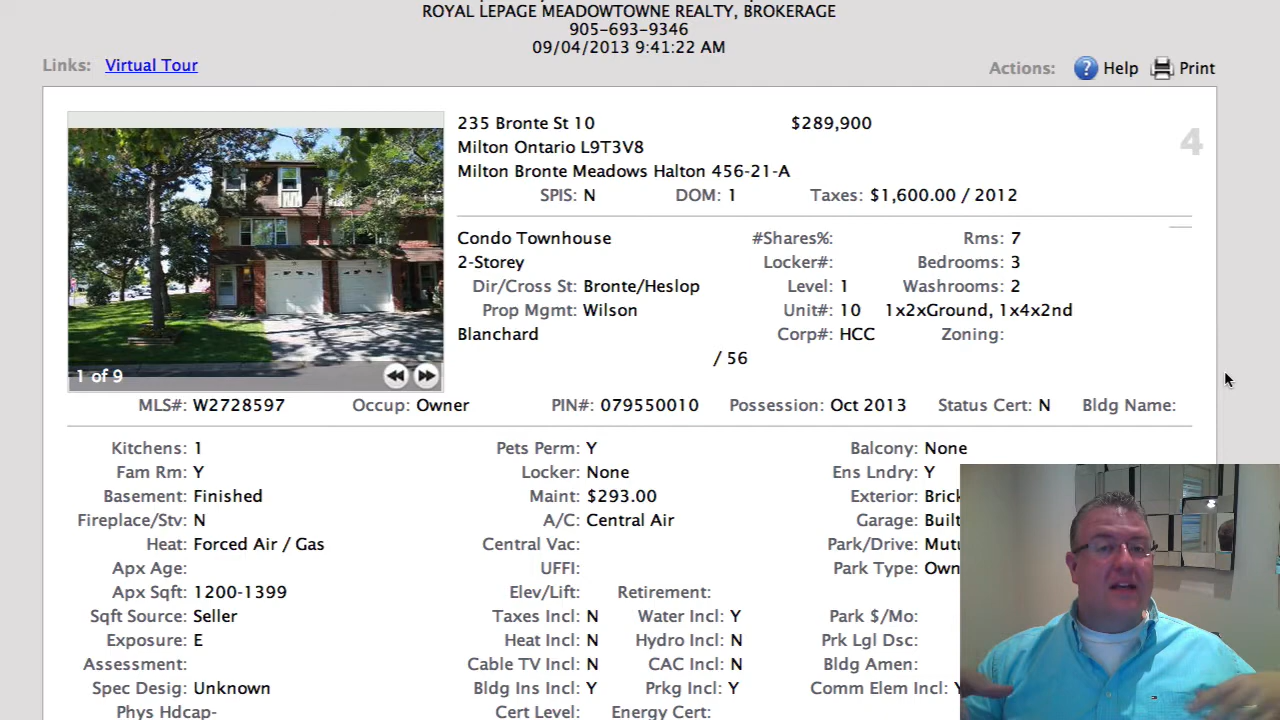 ROYAL LEPAGE MEADOWTOWNE REALTY, BROKERAGE
905-693-9346
09/04/2013 9:41:22 AM
Links: Virtual Tour
Actions: ? Help Print
235 Bronte St 10 $289,900
Milton Ontario L9T3V8
Milton Bronte Meadows Halton 456-21-A
4
SPIS: N DOM: 1 Taxes: $1,600.00 / 2012
Condo Townhouse #Shares%: Rms: 7
2-Storey Locker#: Bedrooms: 3
Dir/Cross St: Bronte/Heslop Level: 1 Washrooms: 2
Prop Mgmt: Wilson Unit#: 10 1x2xGround, 1x4x2nd
Blanchard Corp#: HCC Zoning:
/ 56
1 of 9
MLS#: W2728597 Occup: Owner PIN#: 079550010 Possession: Oct 2013 Status Cert: N Bldg Name:
Kitchens: 1 Pets Perm: Y Balcony: None
Fam Rm: Y Locker: None Ens Lndry: Y
Basement: Finished Maint: $293.00 Exterior: Brick
Fireplace/Stv: N A/C: Central Air Garage: Built
Heat: Forced Air / Gas Central Vac: Park/Drive: Mutu
Apx Age: UFFI: Park Type: Own
Apx Sqft: 1200-1399 Elev/Lift: Retirement:
Sqft Source: Seller Taxes Incl: N Water Incl: Y Park $/Mo:
Exposure: E Heat Incl: N Hydro Incl: N Prk Lgl Dsc:
Assessment: Cable TV Incl: N CAC Incl: N Bldg Amen:
Spec Desig: Unknown Bldg Ins Incl: Y Prkg Incl: Y Comm Elem Incl: Y
Phys Hdcap- Cert Level: Energy Cert: